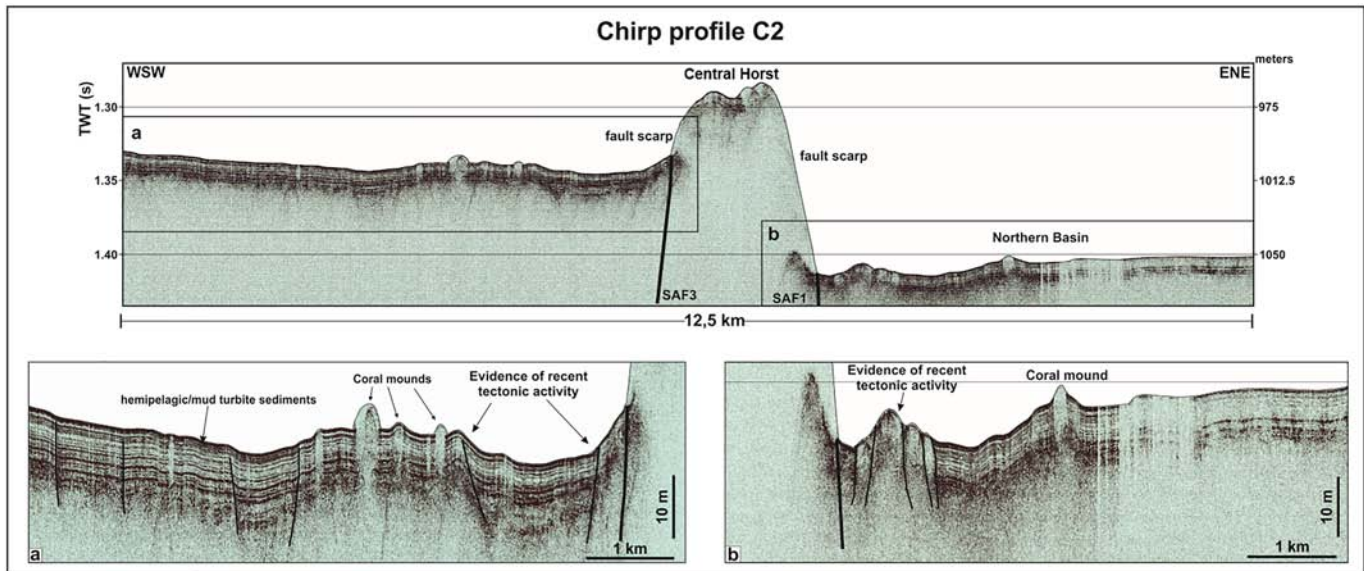 Chirp profile C2
WSW
Central Horst
ENE
meters
TWT (s)
1.30
975
a
fault scarp
fault scarp
1.35
1012.5
b
Northern Basin
1.40
1050
SAF3
SAF1
12,5 km
Coral mounds
Evidence of recent
tectonic activity
hemipelagic/mud turbite sediments
10 m
1 km
a
Evidence of recent
tectonic activity
Coral mound
10 m
1 km
b